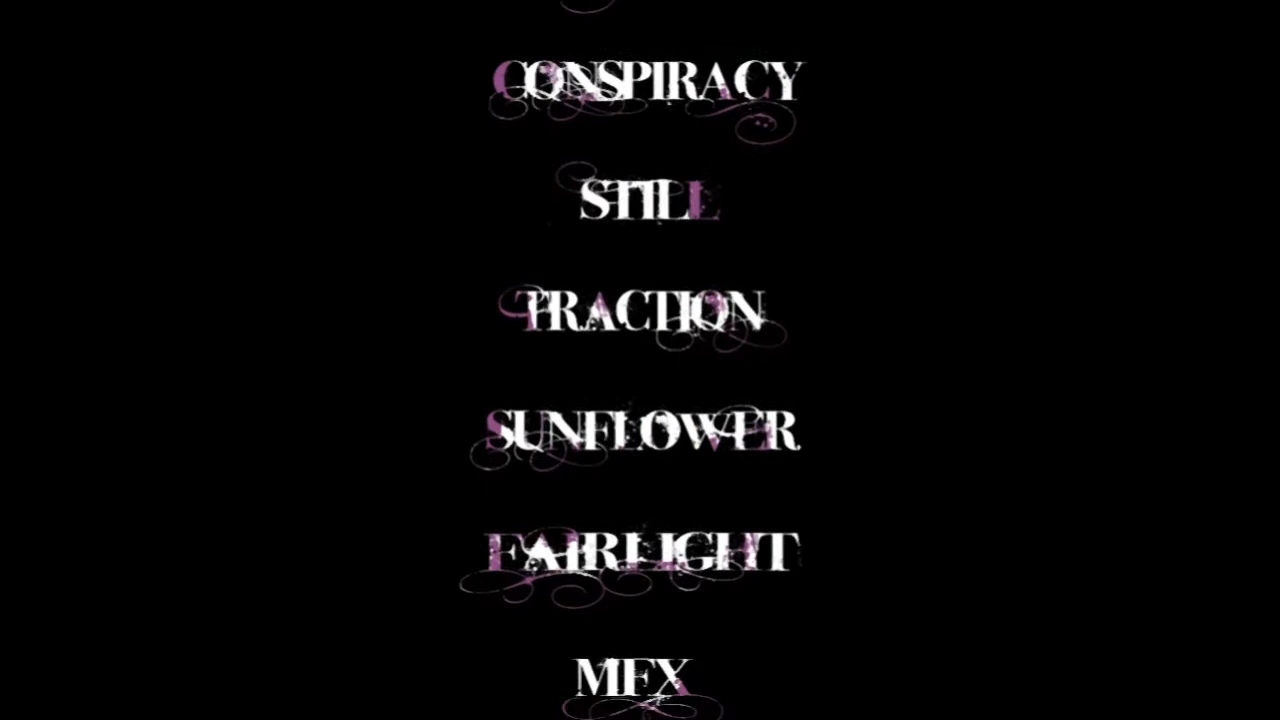 CONSPIRACY
STILL
TRACTION
SUNFLOWER
FAIRLIGHT
MFX